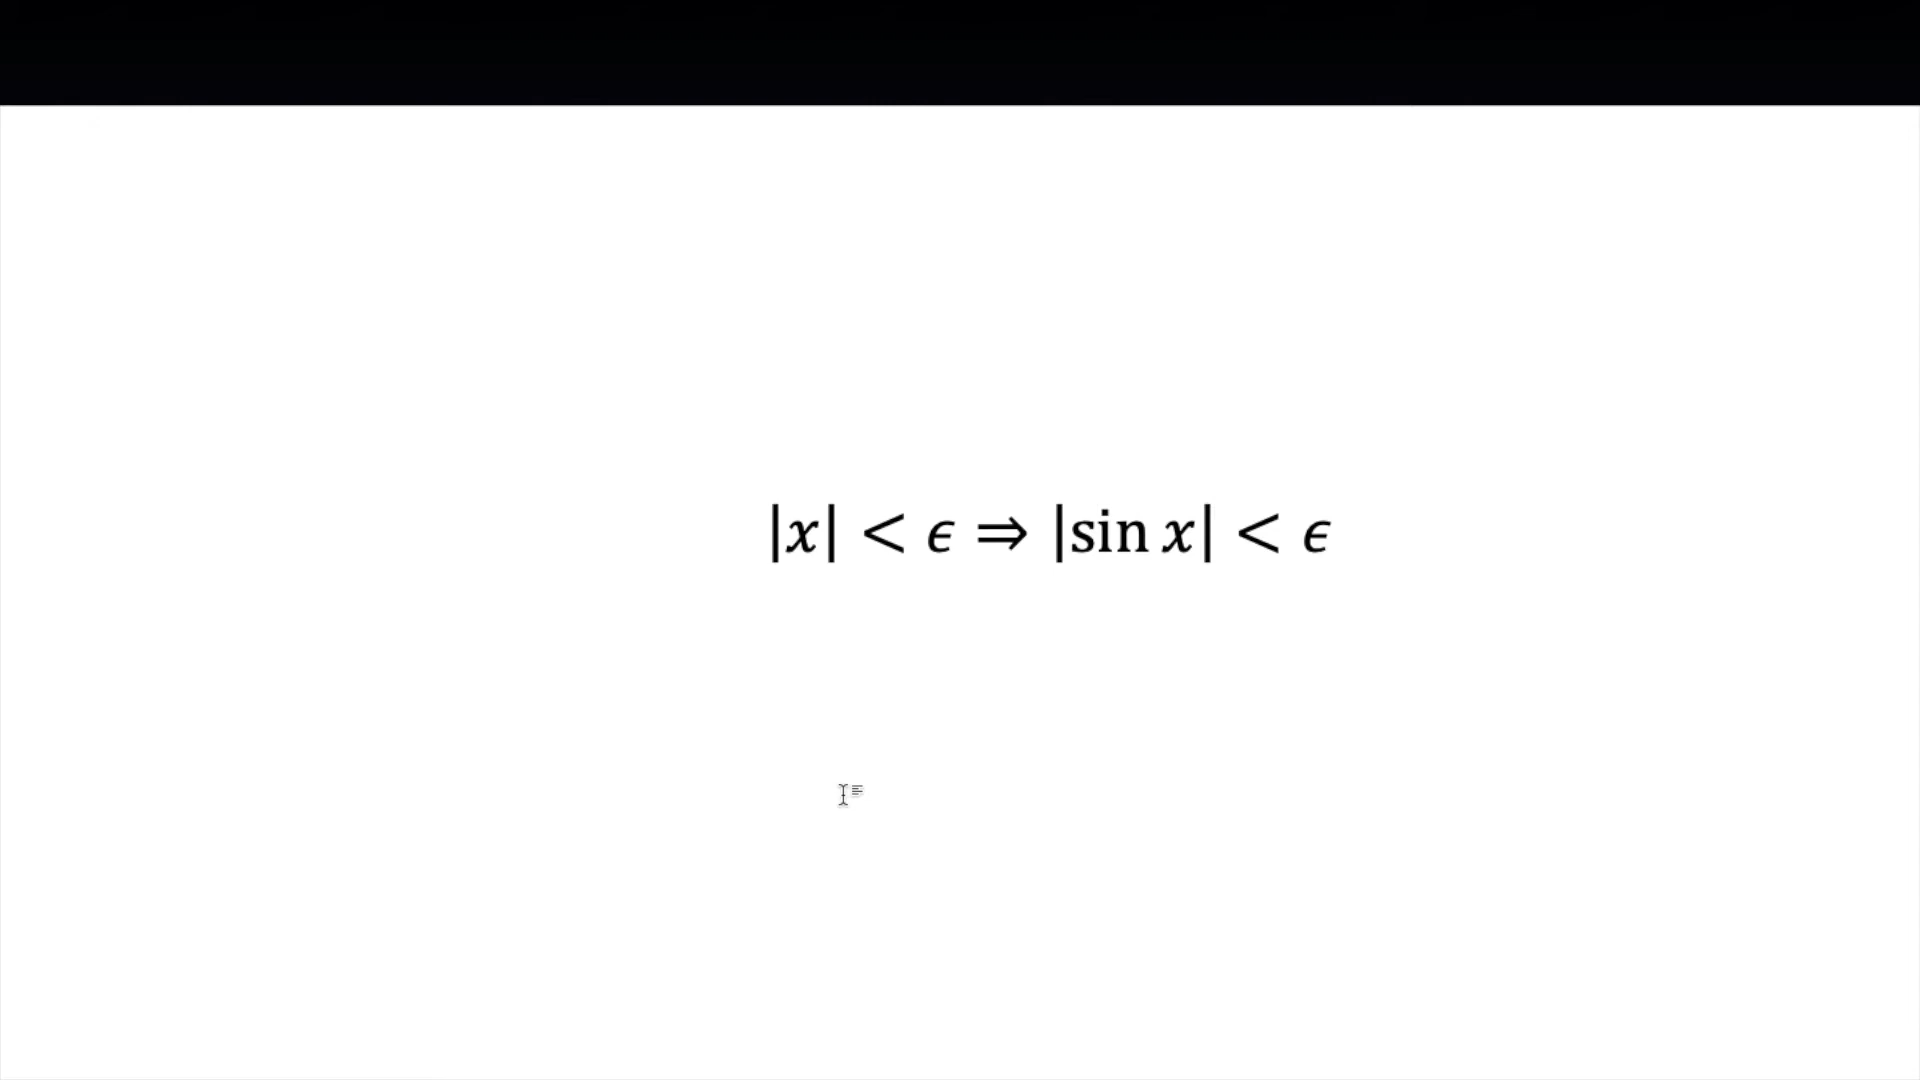 |x| < ϵ ⇒ |sin x| < ϵ